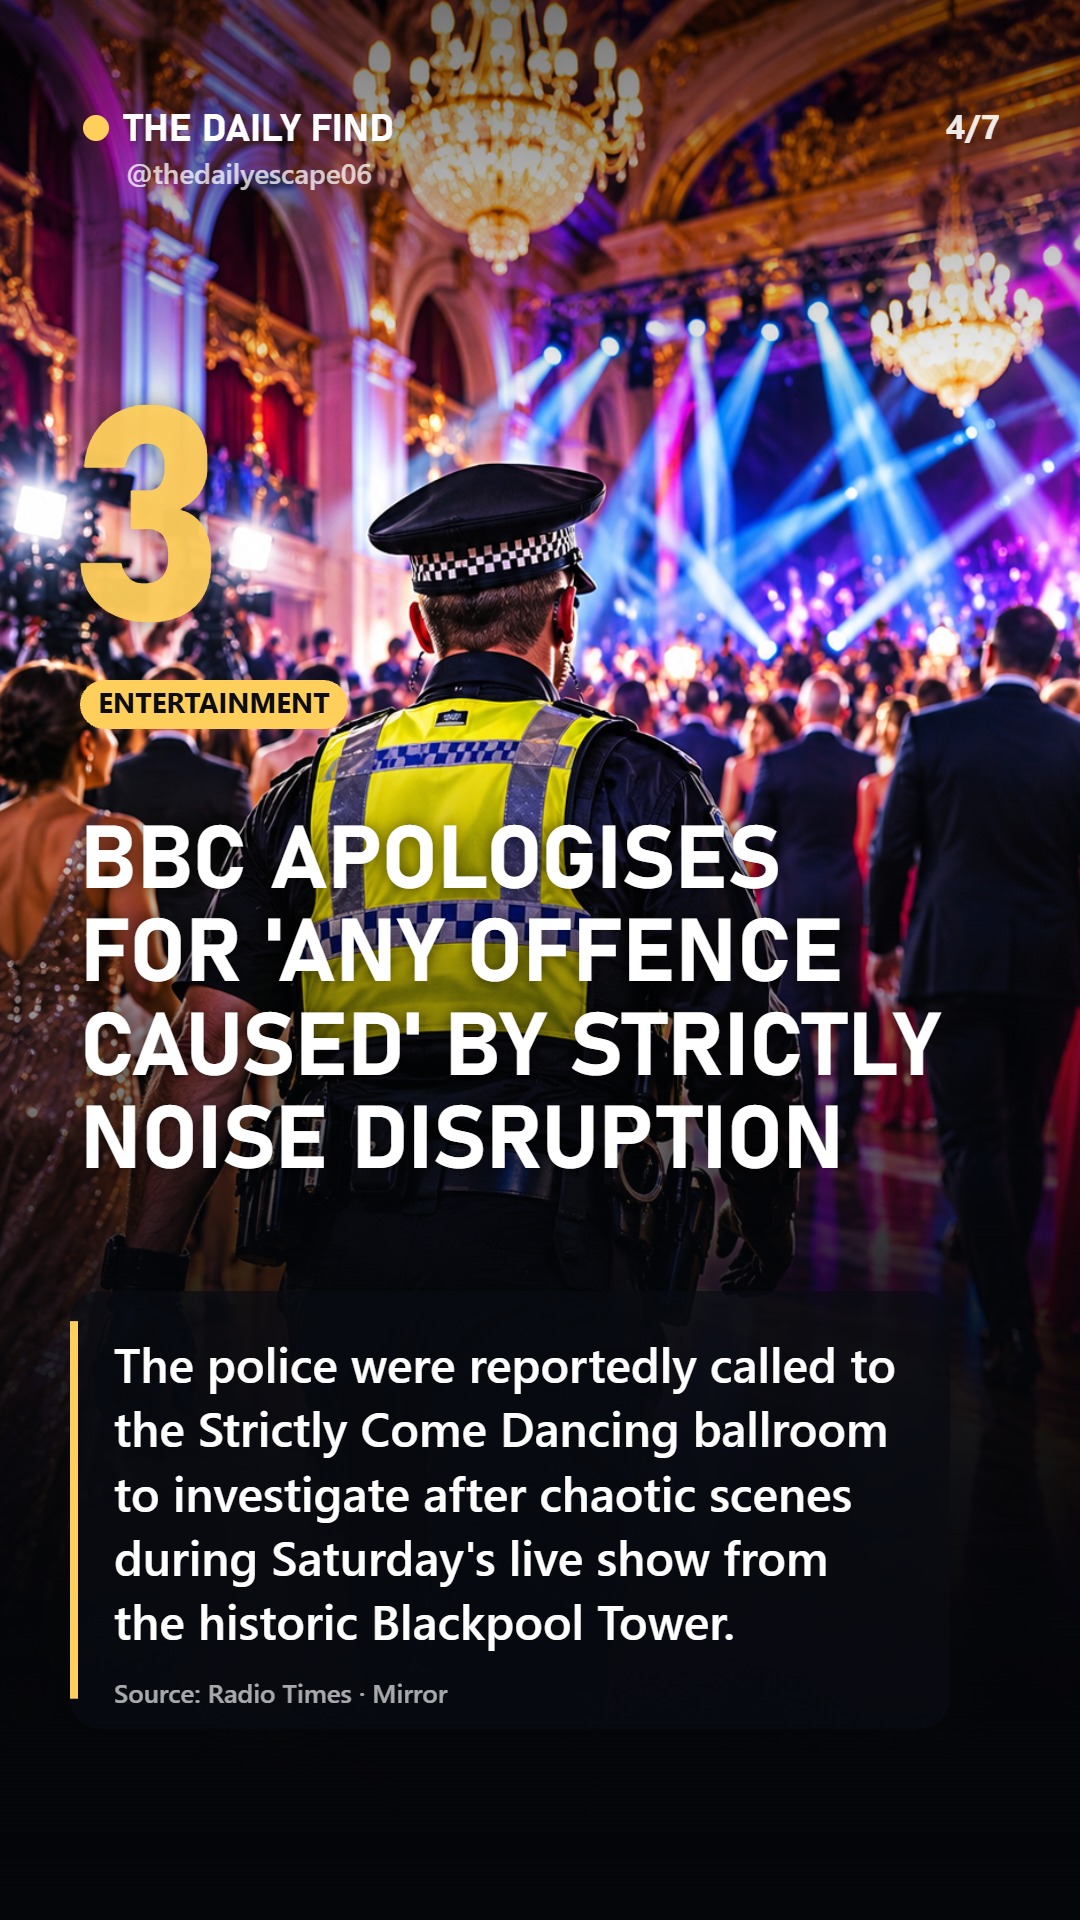 THE DAILY FIND
@thedailyescape06
4/7
3
ENTERTAINMENT
BBC APOLOGISES
FOR 'ANY OFFENCE
CAUSED' BY STRICTLY
NOISE DISRUPTION
The police were reportedly called to
the Strictly Come Dancing ballroom
to investigate after chaotic scenes
during Saturday's live show from
the historic Blackpool Tower.
Source: Radio Times · Mirror